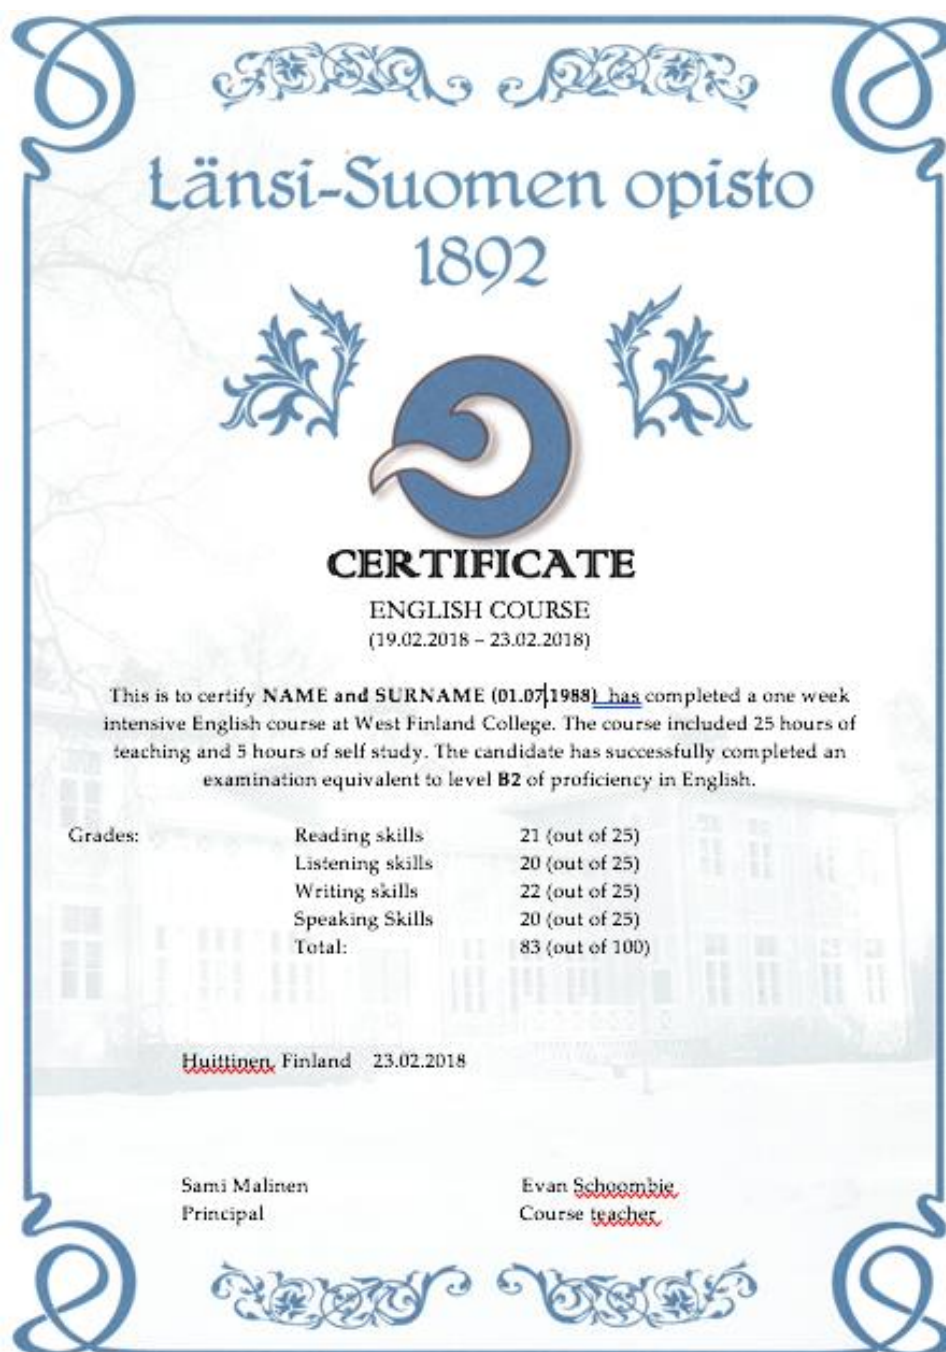 Länsi-Suomen opisto
1892
CERTIFICATE
ENGLISH COURSE
(19.02.2018 – 23.02.2018)
This is to certify NAME and SURNAME (01.07.1988) has completed a one week
intensive English course at West Finland College. The course included 25 hours of
teaching and 5 hours of self study. The candidate has successfully completed an
examination equivalent to level B2 of proficiency in English.
Grades: Reading skills 21 (out of 25)
Listening skills 20 (out of 25)
Writing skills 22 (out of 25)
Speaking Skills 20 (out of 25)
Total: 83 (out of 100)
Huittinen, Finland 23.02.2018
Sami Malinen Evan Schoombie
Principal Course teacher